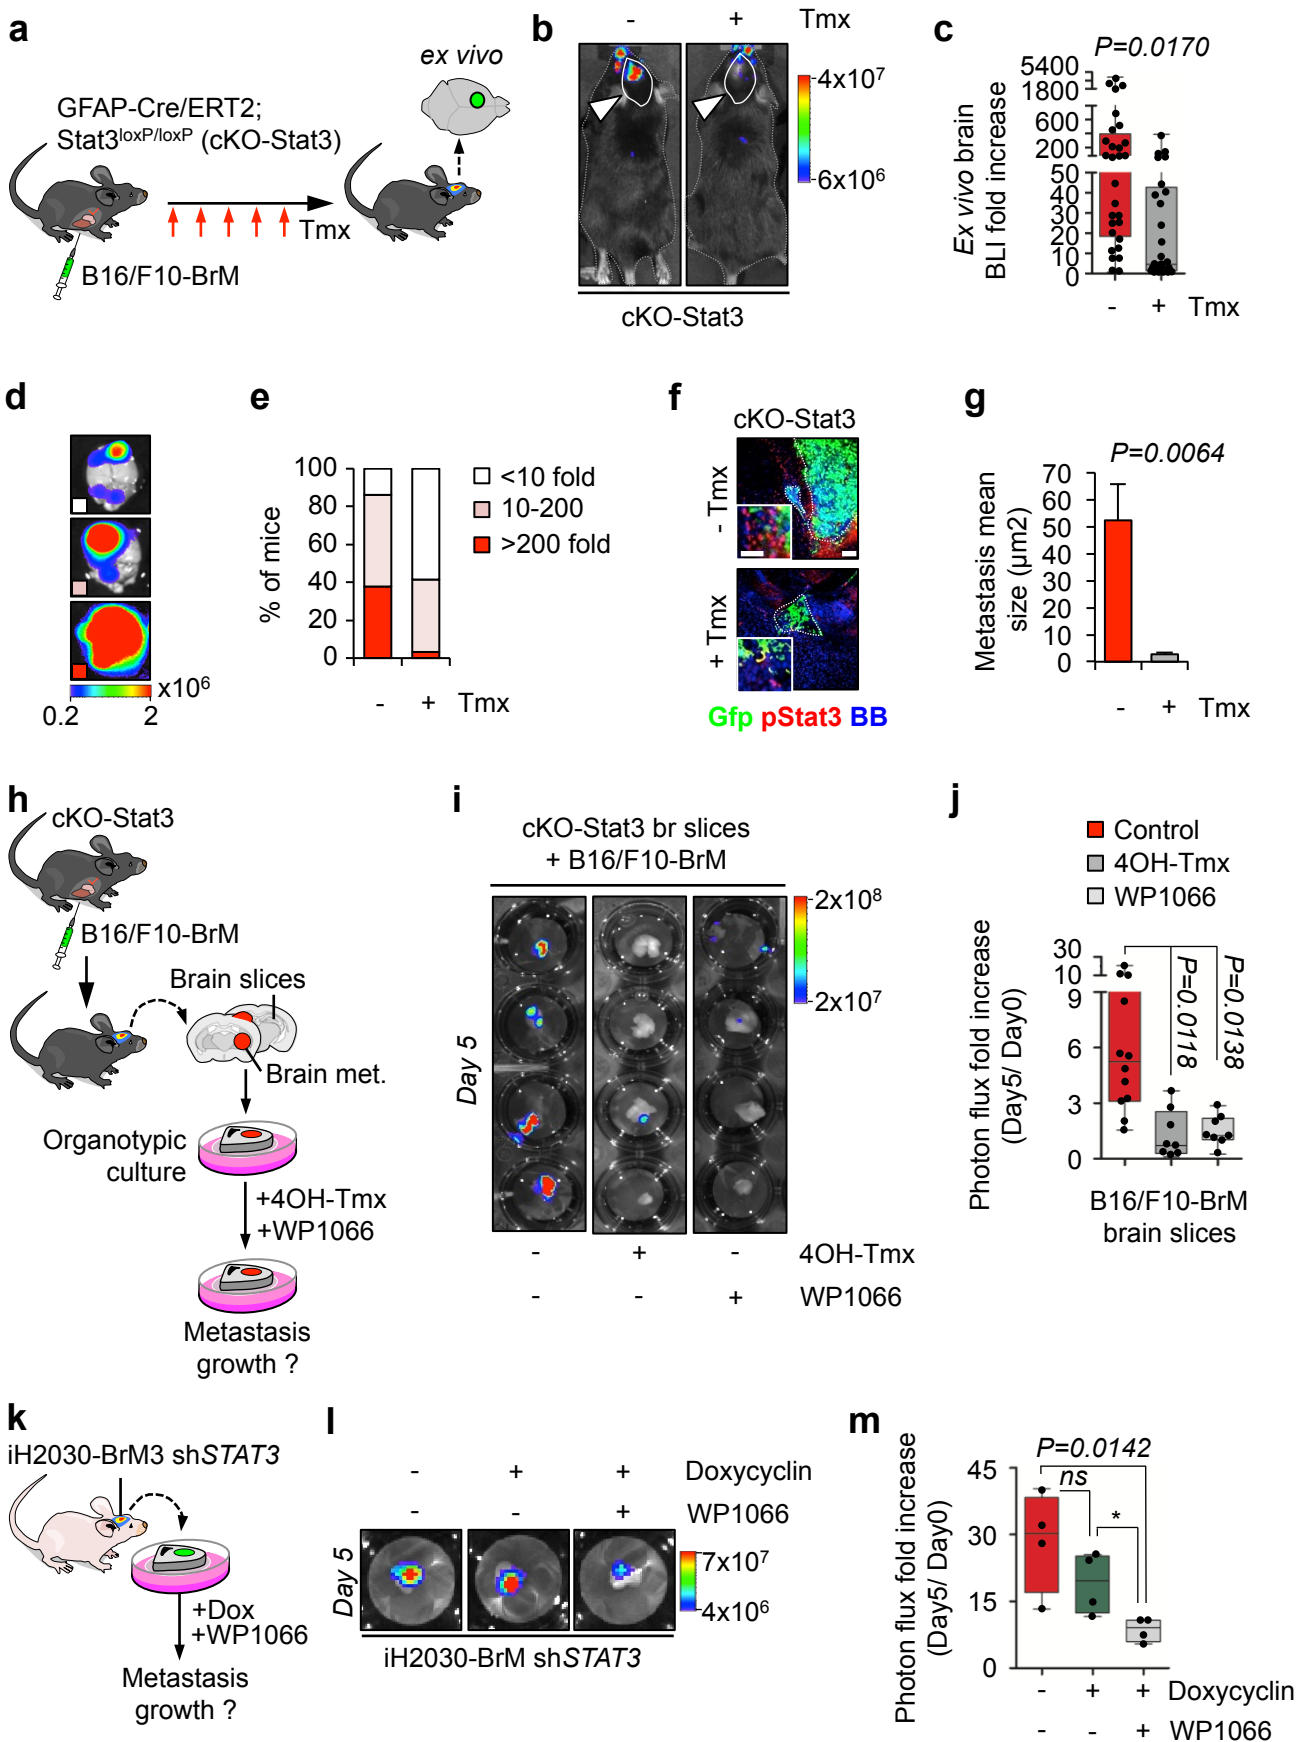 a
ex vivo
GFAP-Cre/ERT2;
Stat3loxP/loxP (cKO-Stat3)
Tmx
B16/F10-BrM
b
- + Tmx
4x10⁷
6x10⁶
cKO-Stat3
c
P=0.0170
Ex vivo brain
BLI fold increase
5400
1800
600
200
50
40
30
20
10
0
- + Tmx
d
x10⁶
0.2 2
e
% of mice
100
80
60
40
20
0
<10 fold
10-200
>200 fold
- + Tmx
f
cKO-Stat3
- Tmx
+ Tmx
Gfp pStat3 BB
g
P=0.0064
Metastasis mean
size (µm2)
70
60
50
40
30
20
10
0
- + Tmx
h
cKO-Stat3
B16/F10-BrM
Brain slices
Brain met.
Organotypic
culture
+4OH-Tmx
+WP1066
Metastasis
growth ?
i
cKO-Stat3 br slices
+ B16/F10-BrM
Day 5
2x10⁸
2x10⁷
- + - 4OH-Tmx
- - + WP1066
j
Control
4OH-Tmx
WP1066
Photon flux fold increase
(Day5/ Day0)
30
10
9
6
3
0
P=0.0118
P=0.0138
B16/F10-BrM
brain slices
k
iH2030-BrM3 shSTAT3
+Dox
+WP1066
Metastasis
growth ?
l
- + + Doxycyclin
- - + WP1066
Day 5
7x10⁷
4x10⁶
iH2030-BrM shSTAT3
m
P=0.0142
ns
*
Photon flux fold increase
(Day5/ Day0)
45
30
15
0
- + + Doxycyclin
- - + WP1066